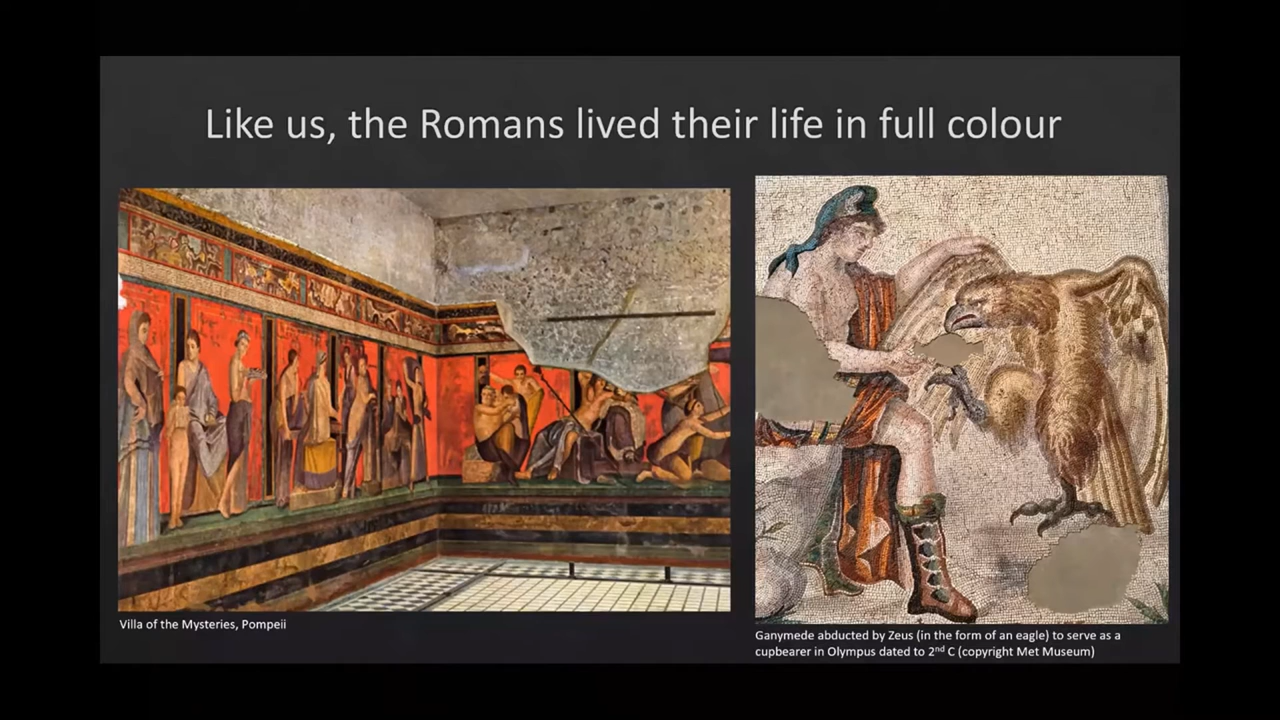 Like us, the Romans lived their life in full colour
Villa of the Mysteries, Pompeii
Ganymede abducted by Zeus (in the form of an eagle) to serve as a
cupbearer in Olympus dated to 2nd C (copyright Met Museum)